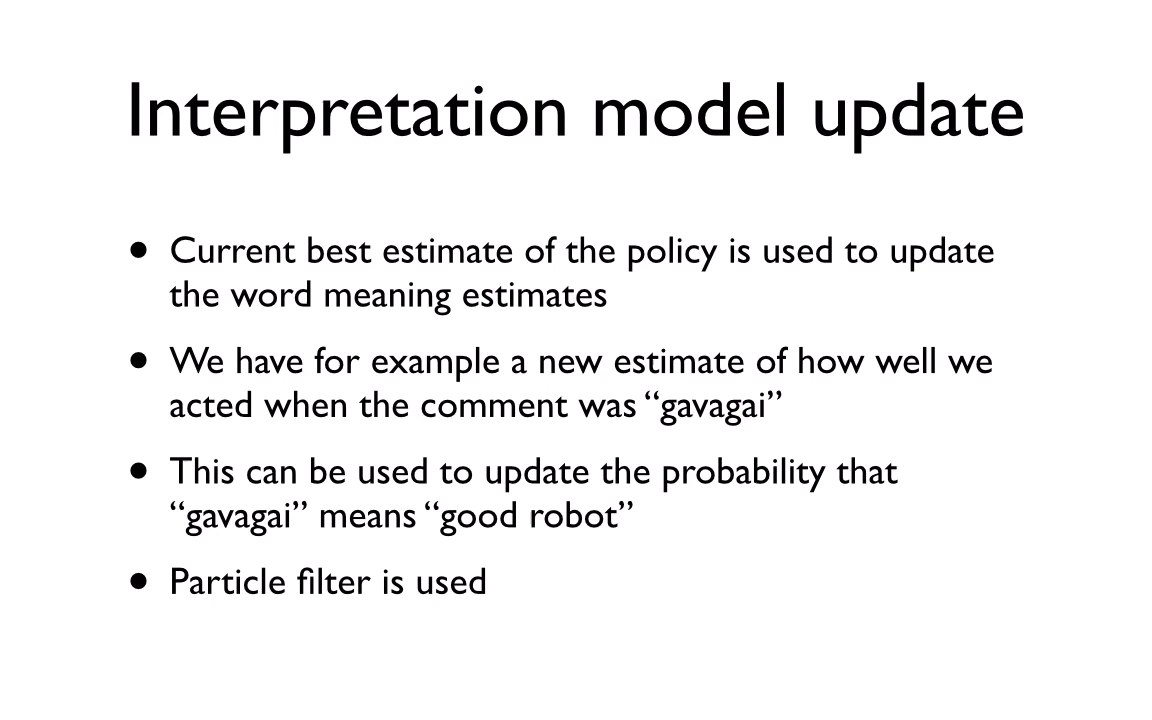 Interpretation model update
• Current best estimate of the policy is used to update
the word meaning estimates
• We have for example a new estimate of how well we
acted when the comment was “gavagai”
• This can be used to update the probability that
“gavagai” means “good robot”
• Particle filter is used